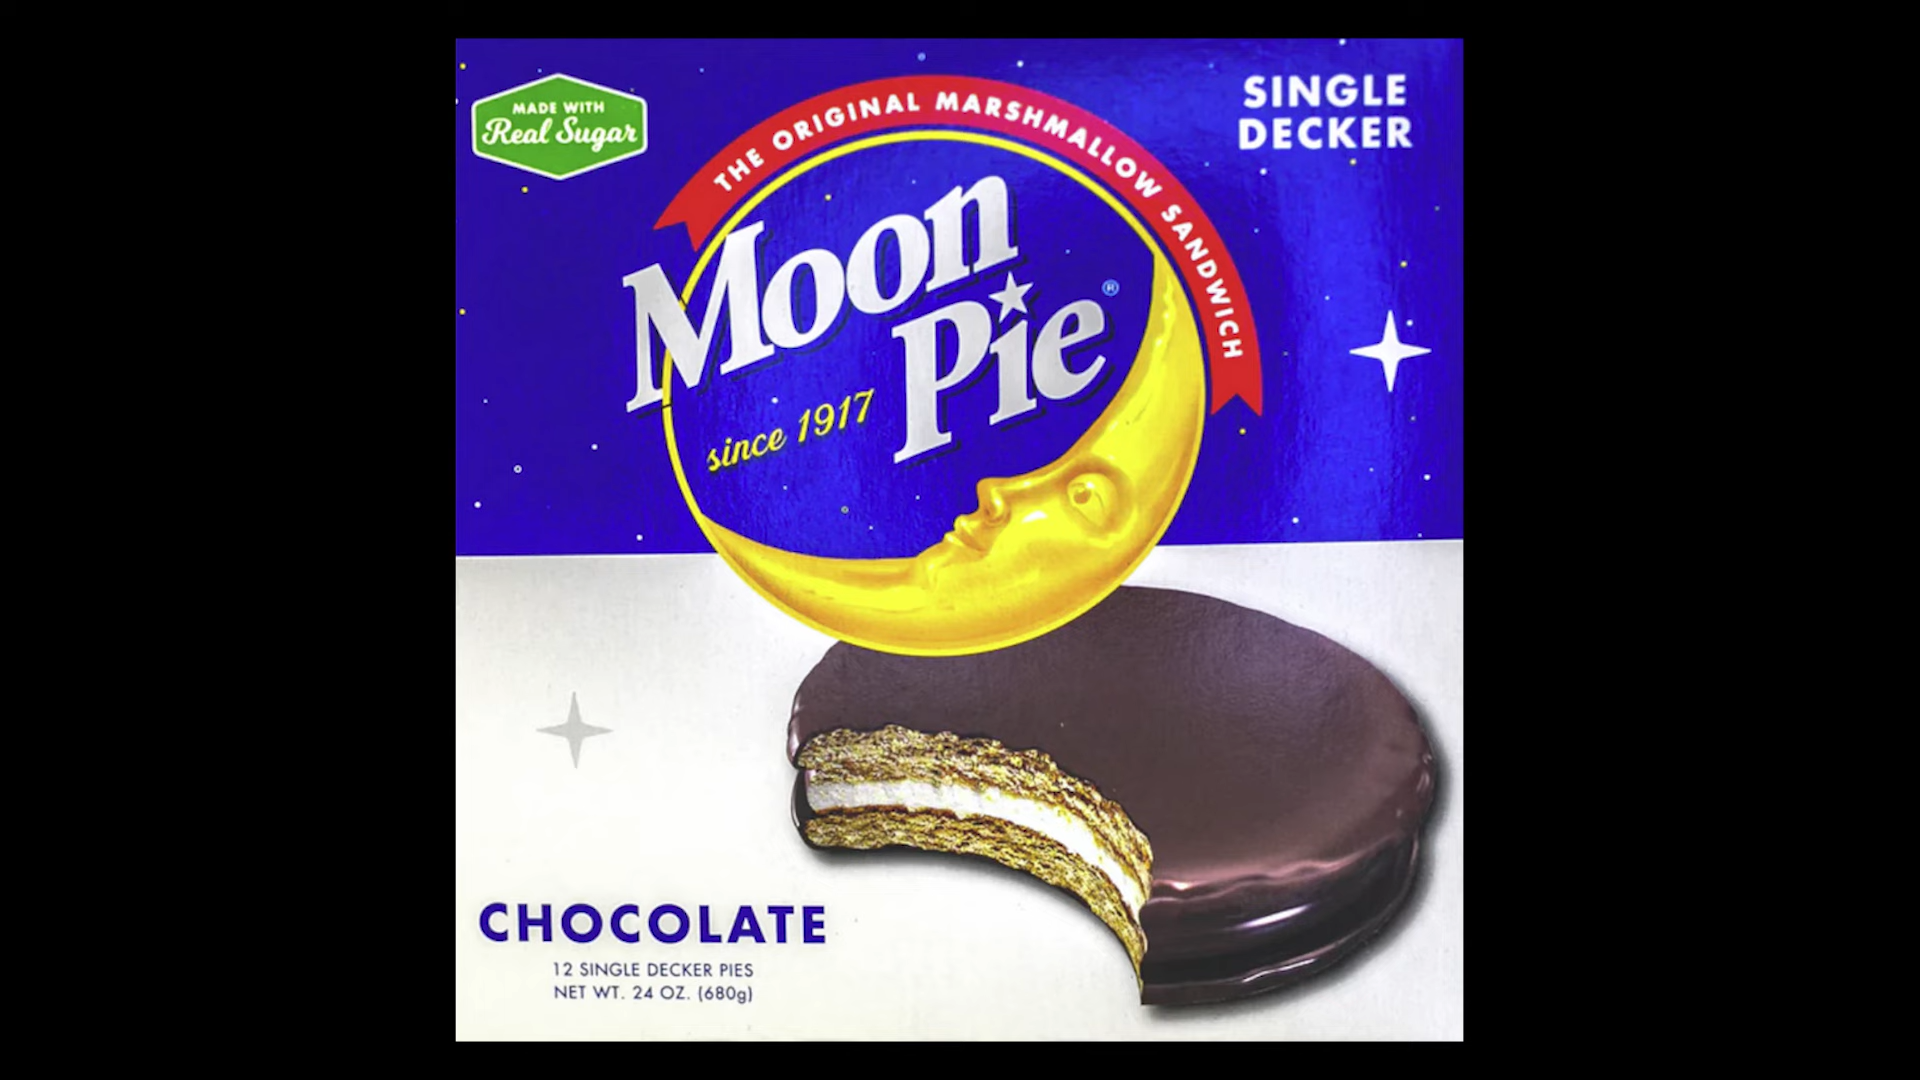 MADE WITH
Real Sugar
THE ORIGINAL MARSHMALLOW SANDWICH
SINGLE
DECKER
Moon
Pie®
since 1917
CHOCOLATE
12 SINGLE DECKER PIES
NET WT. 24 OZ. (680g)